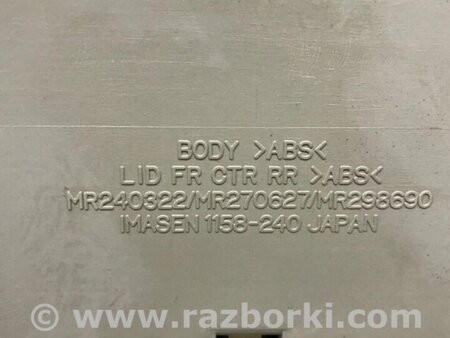 BODY >ABS<
LID FR CTR RR >ABS<
MR240322/MR270627/MR298690
IMASEN 1158-240 JAPAN
© www.razborki.com